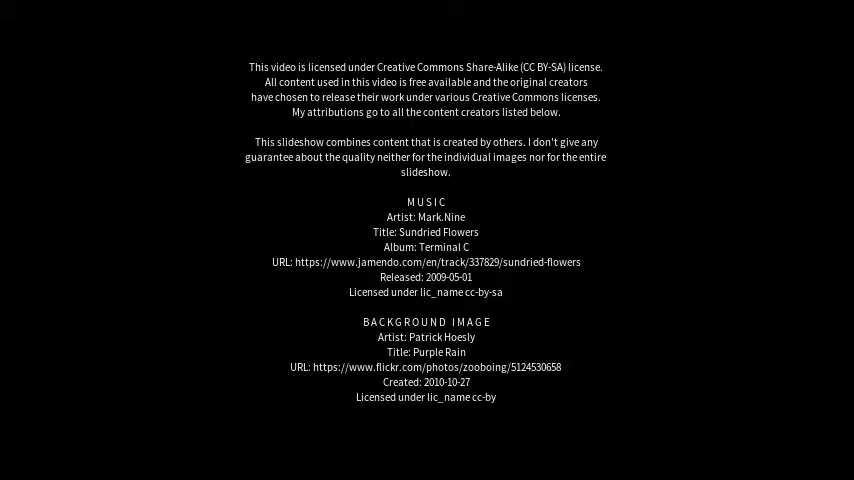 This video is licensed under Creative Commons Share-Alike (CC BY-SA) license.
All content used in this video is free available and the original creators
have chosen to release their work under various Creative Commons licenses.
My attributions go to all the content creators listed below.
This slideshow combines content that is created by others. I don't give any
guarantee about the quality neither for the individual images nor for the entire
slideshow.
MUSIC
Artist: Mark.Nine
Title: Sundried Flowers
Album: Terminal C
URL: https://www.jamendo.com/en/track/337829/sundried-flowers
Released: 2009-05-01
Licensed under lic_name cc-by-sa
BACKGROUND IMAGE
Artist: Patrick Hoesly
Title: Purple Rain
URL: https://www.flickr.com/photos/zooboing/5124530658
Created: 2010-10-27
Licensed under lic_name cc-by